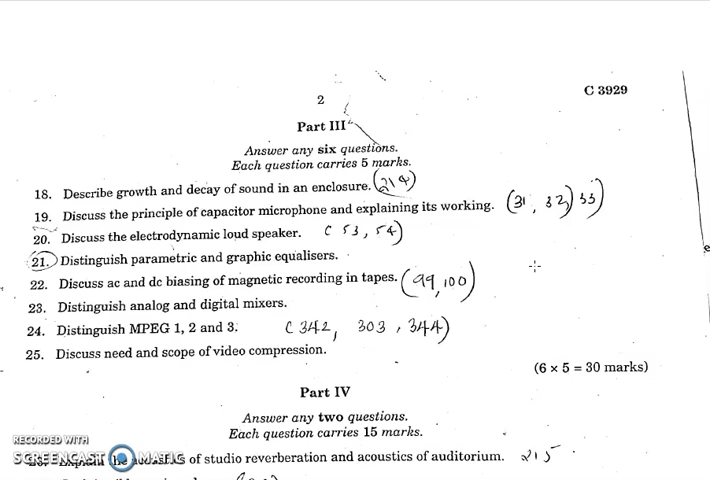 C 3929
2
Part III
Answer any six questions.
Each question carries 5 marks.
18. Describe growth and decay of sound in an enclosure. (214)
19. Discuss the principle of capacitor microphone and explaining its working. (31, 32) 33)
20. Discuss the electrodynamic loud speaker. (53, 54)
21. Distinguish parametric and graphic equalisers.
22. Discuss ac and dc biasing of magnetic recording in tapes. (99, 100)
23. Distinguish analog and digital mixers.
24. Distinguish MPEG 1, 2 and 3. (342, 303, 344)
25. Discuss need and scope of video compression.
(6 × 5 = 30 marks)
Part IV
Answer any two questions.
Each question carries 15 marks.
RECORDED WITH
SCREENCAST MATIC
of studio reverberation and acoustics of auditorium. 215